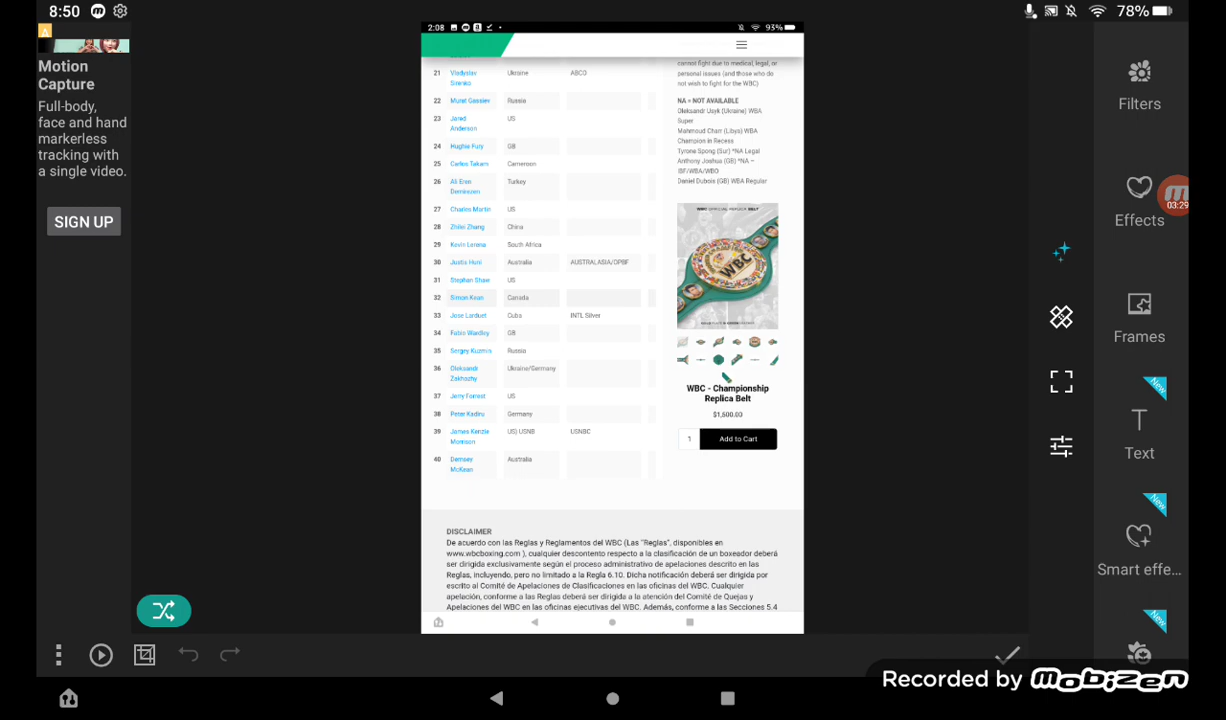 8:50
78%
A
Motion
Capture
Full-body,
face and hand
markerless
tracking with
a single video.
SIGN UP
2:08
93%
21 Vladyslav Sirenko Ukraine ABCO
22 Murat Gassiev Russia
23 Jared Anderson US
24 Hughie Fury GB
25 Carlos Takam Cameroon
26 Ali Eren Demirezen Turkey
27 Charles Martin US
28 Zhilei Zhang China
29 Kevin Lerena South Africa
30 Justis Huni Australia AUSTRALASIA/OPBF
31 Stephan Shaw US
32 Simon Kean Canada
33 Jose Larduet Cuba INTL Silver
34 Fabio Wardley GB
35 Sergey Kuzmin Russia
36 Oleksandr Zakhozhy Ukraine/Germany
37 Jerry Forrest US
38 Peter Kadiru Germany
39 James Kenzie Morrison US) USNB USNBC
40 Demsey McKean Australia
cannot fight due to medical, legal, or
personal issues (and those who do
not wish to fight for the WBC)
NA = NOT AVAILABLE
Oleksandr Usyk (Ukraine) WBA
Super
Mahmoud Charr (Libya) WBA
Champion in Recess
Tyrone Spong (Sur) *NA Legal
Anthony Joshua (GB) *NA –
IBF/WBA/WBO
Daniel Dubois (GB) WBA Regular
WBC
WBC - Championship
Replica Belt
$1,600.00
1 Add to Cart
DISCLAIMER
De acuerdo con las Reglas y Reglamentos del WBC (Las "Reglas", disponibles en
www.wbcboxing.com ), cualquier descontento respecto a la clasificación de un boxeador deberá
ser dirigida exclusivamente según el proceso administrativo de apelaciones descrito en las
Reglas, incluyendo, pero no limitado a la Regla 6.10. Dicha notificación deberá ser dirigida por
escrito al Comité de Apelaciones de Clasificaciones en las oficinas del WBC. Cualquier
apelación, conforme a las Reglas deberá ser dirigida a la atención del Comité de Quejas y
Apelaciones del WBC en las oficinas ejecutivas del WBC. Además, conforme a las Secciones 5.4
Filters
03:29
Effects
Frames
New
Text
New
Smart effe...
New
Recorded by mobizen